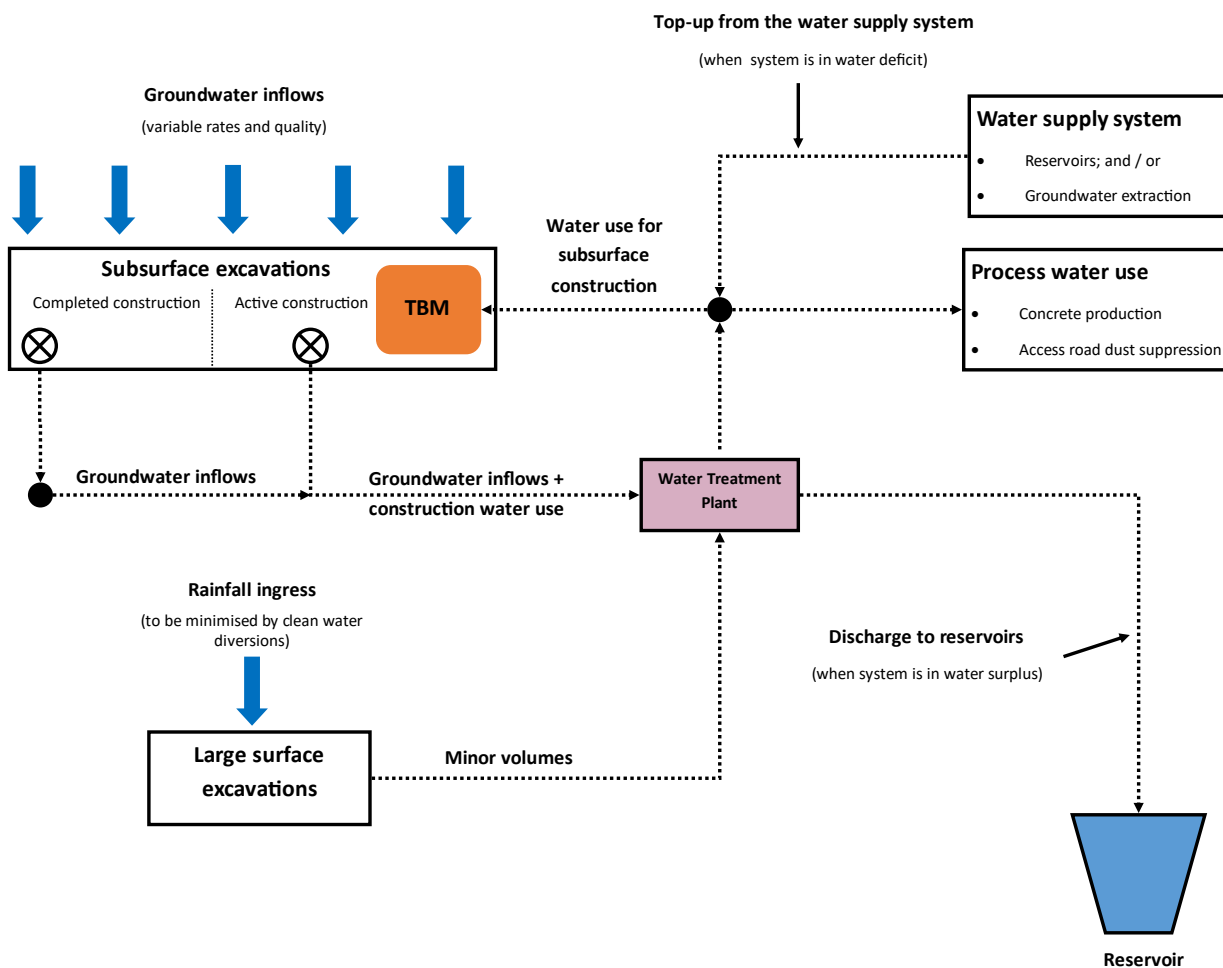 Top-up from the water supply system
(when system is in water deficit)
Groundwater inflows
(variable rates and quality)
Water supply system
• Reservoirs; and / or
• Groundwater extraction
Water use for
subsurface
construction
Subsurface excavations
Completed construction
Active construction
TBM
Process water use
• Concrete production
• Access road dust suppression
Groundwater inflows
Groundwater inflows +
construction water use
Water Treatment
Plant
Rainfall ingress
(to be minimised by clean water
diversions)
Discharge to reservoirs
(when system is in water surplus)
Large surface
excavations
Minor volumes
Reservoir